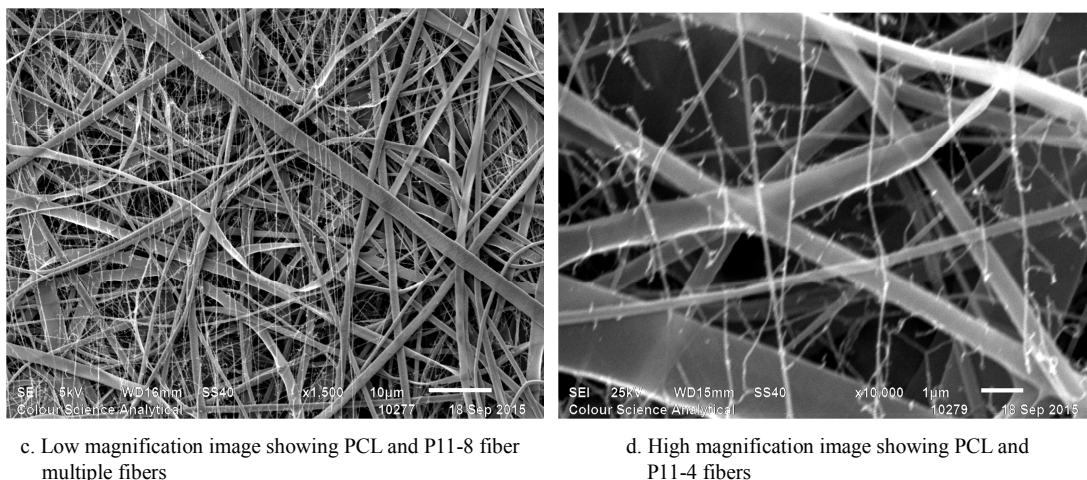 SEI 5kV WD16mm SS40 x1,500 10µm
Colour Science Analytical 10277 18 Sep 2015
SEI 25kV WD15mm SS40 x10,000 1µm
Colour Science Analytical 10279 18 Sep 2015
c. Low magnification image showing PCL and P11-8 fiber
multiple fibers
d. High magnification image showing PCL and
P11-4 fibers